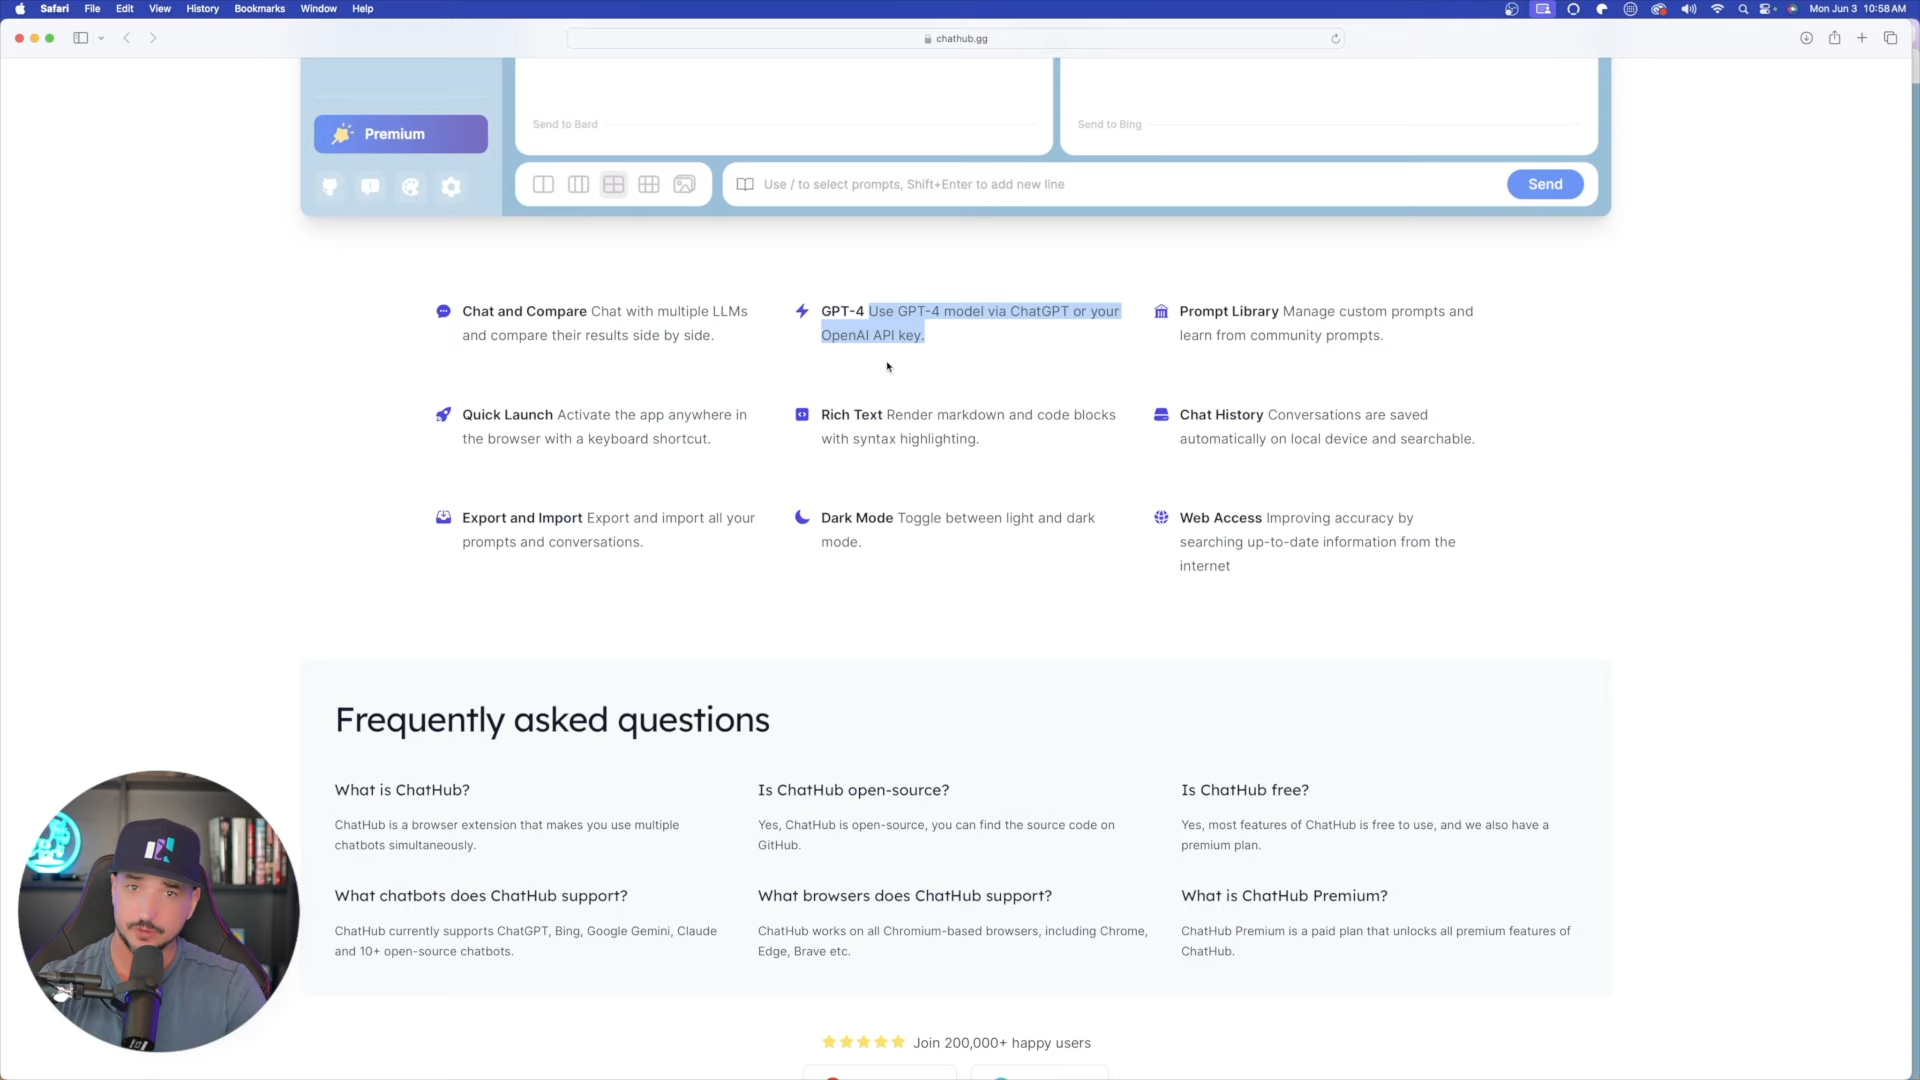 Safari File Edit View History Bookmarks Window Help Mon Jun 3 10:58 AM
chathub.gg
Send to Bard
Send to Bing
Premium
Use / to select prompts, Shift+Enter to add new line
Send
Chat and Compare Chat with multiple LLMs
and compare their results side by side.
GPT-4 Use GPT-4 model via ChatGPT or your
OpenAI API key.
Prompt Library Manage custom prompts and
learn from community prompts.
Quick Launch Activate the app anywhere in
the browser with a keyboard shortcut.
Rich Text Render markdown and code blocks
with syntax highlighting.
Chat History Conversations are saved
automatically on local device and searchable.
Export and Import Export and import all your
prompts and conversations.
Dark Mode Toggle between light and dark
mode.
Web Access Improving accuracy by
searching up-to-date information from the
internet
Frequently asked questions
What is ChatHub?
ChatHub is a browser extension that makes you use multiple
chatbots simultaneously.
Is ChatHub open-source?
Yes, ChatHub is open-source, you can find the source code on
GitHub.
Is ChatHub free?
Yes, most features of ChatHub is free to use, and we also have a
premium plan.
What chatbots does ChatHub support?
ChatHub currently supports ChatGPT, Bing, Google Gemini, Claude
and 10+ open-source chatbots.
What browsers does ChatHub support?
ChatHub works on all Chromium-based browsers, including Chrome,
Edge, Brave etc.
What is ChatHub Premium?
ChatHub Premium is a paid plan that unlocks all premium features of
ChatHub.
Join 200,000+ happy users